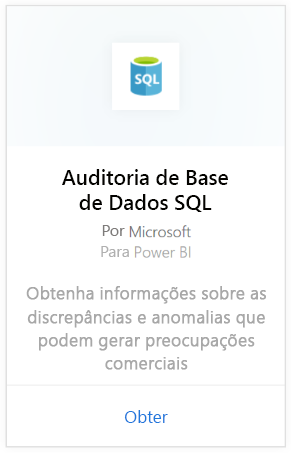 SQL
Auditoria de Base
de Dados SQL
Por Microsoft
Para Power BI
Obtenha informações sobre as
discrepâncias e anomalias que
podem gerar preocupações
comerciais
Obter